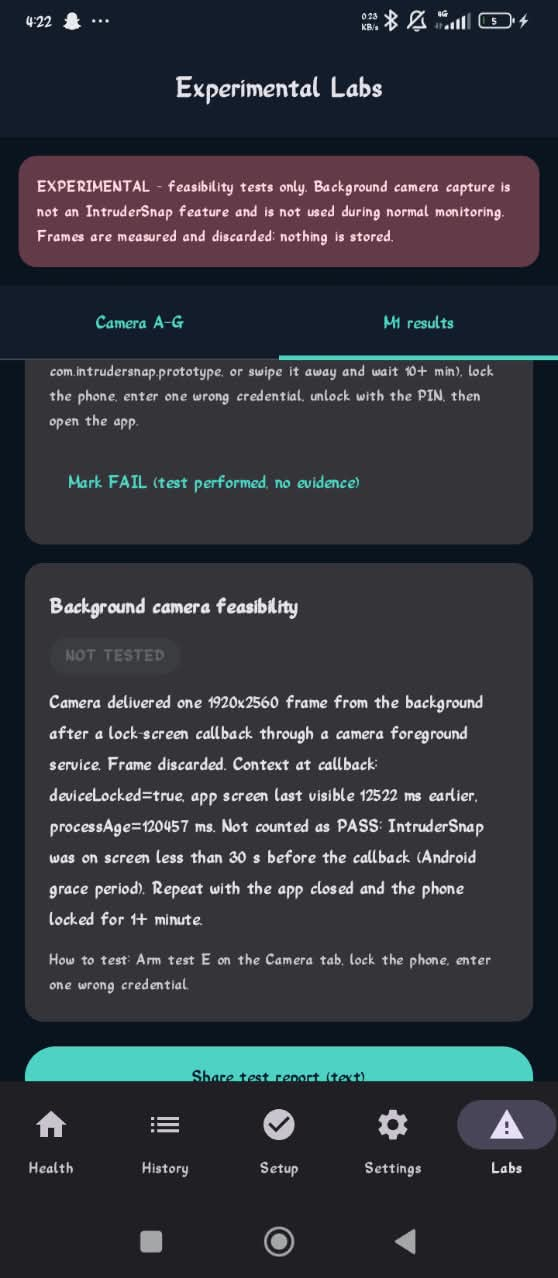 4:22
0.23
KB/s
4G
5
Experimental Labs
EXPERIMENTAL - feasibility tests only. Background camera capture is
not an IntruderSnap feature and is not used during normal monitoring.
Frames are measured and discarded; nothing is stored.
Camera A-G
M1 results
com.intrudersnap.prototype, or swipe it away and wait 10+ min), lock
the phone, enter one wrong credential, unlock with the PIN, then
open the app.
Mark FAIL (test performed, no evidence)
Background camera feasibility
NOT TESTED
Camera delivered one 1920x2560 frame from the background
after a lock-screen callback through a camera foreground
service. Frame discarded. Context at callback:
deviceLocked=true, app screen last visible 12522 ms earlier,
processAge=120457 ms. Not counted as PASS: IntruderSnap
was on screen less than 30 s before the callback (Android
grace period). Repeat with the app closed and the phone
locked for 1+ minute.
How to test: Arm test E on the Camera tab, lock the phone, enter
one wrong credential.
Share test report (text)
Health
History
Setup
Settings
Labs